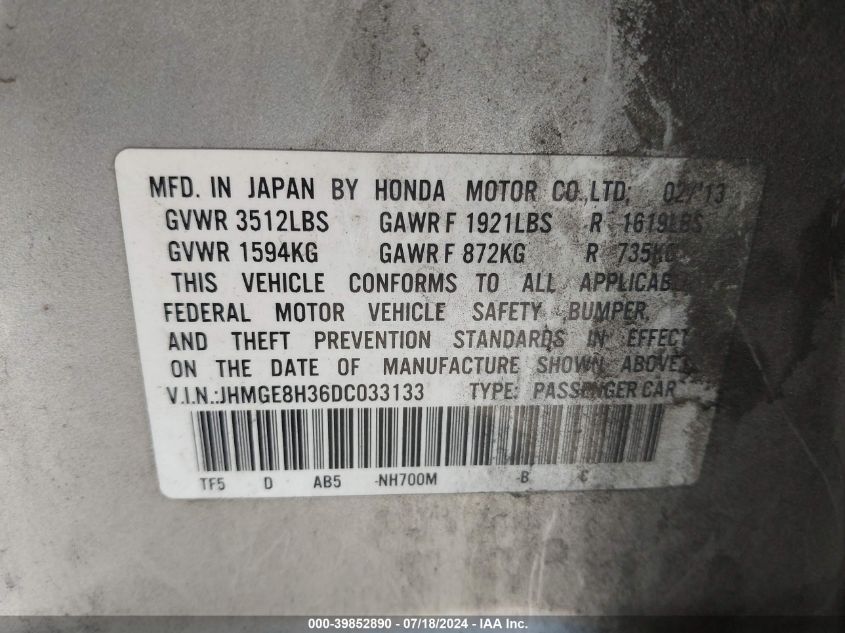 MFD. IN JAPAN BY HONDA MOTOR CO.,LTD; 02/'13
GVWR 3512LBS GAWR F 1921LBS R 1619LBS
GVWR 1594KG GAWR F 872KG R 735KG
THIS VEHICLE CONFORMS TO ALL APPLICABLE
FEDERAL MOTOR VEHICLE SAFETY BUMPER,
AND THEFT PREVENTION STANDARDS IN EFFECT
ON THE DATE OF MANUFACTURE SHOWN ABOVE.
V.I.N.:JHMGE8H36DC033133 TYPE: PASSENGER CAR
TF5 D AB5 -NH700M -B C
000-39852890 - 07/18/2024 - IAA Inc.